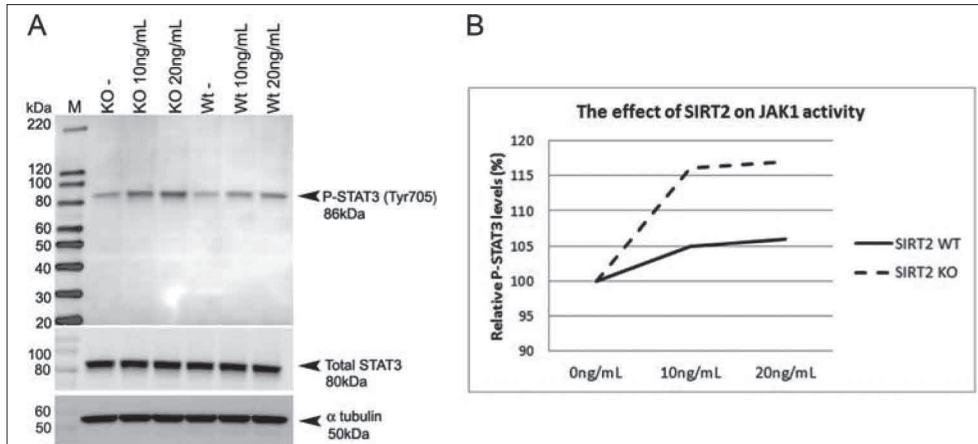 A
KO -
KO 10ng/mL
KO 20ng/mL
Wt -
Wt 10ng/mL
Wt 20ng/mL
kDa M
220
120
100
80
60
50
40
30
20
P-STAT3 (Tyr705)
86kDa
100
80
Total STAT3
80kDa
60
50
α tubulin
50kDa
B
The effect of SIRT2 on JAK1 activity
Relative P-STAT3 levels (%)
120
115
110
105
100
95
90
0ng/mL 10ng/mL 20ng/mL
SIRT2 WT
SIRT2 KO